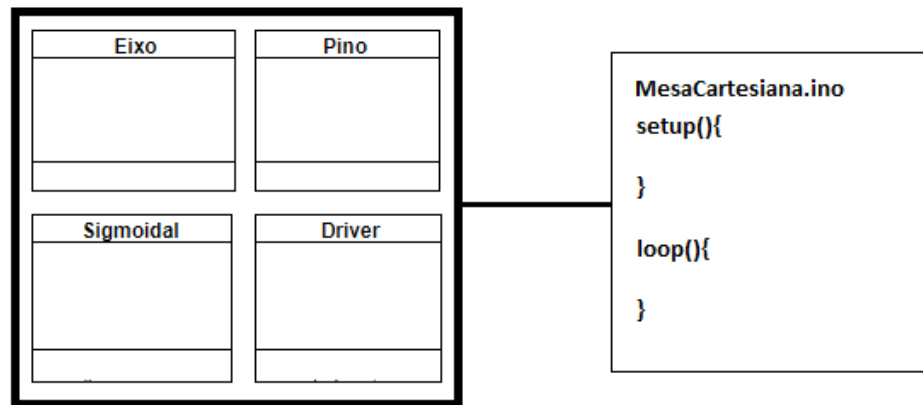 Eixo
Pino
Sigmoidal
Driver
MesaCartesiana.ino
setup(){
}
loop(){
}